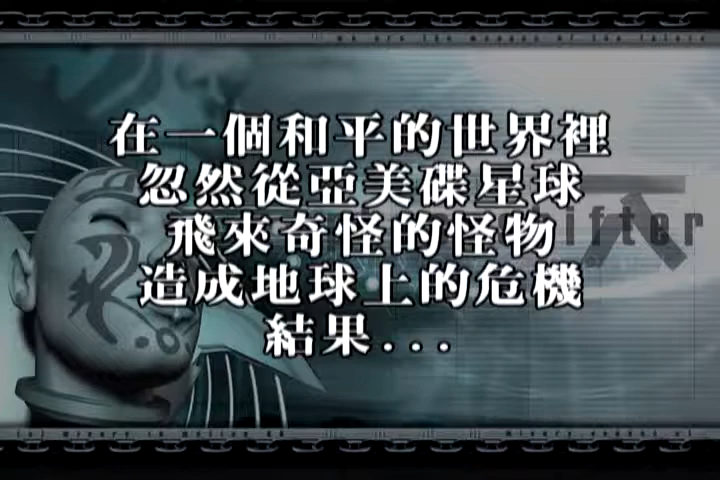 在一個和平的世界裡
忽然從亞美碟星球
飛來奇怪的怪物
造成地球上的危機
結果...
ifter